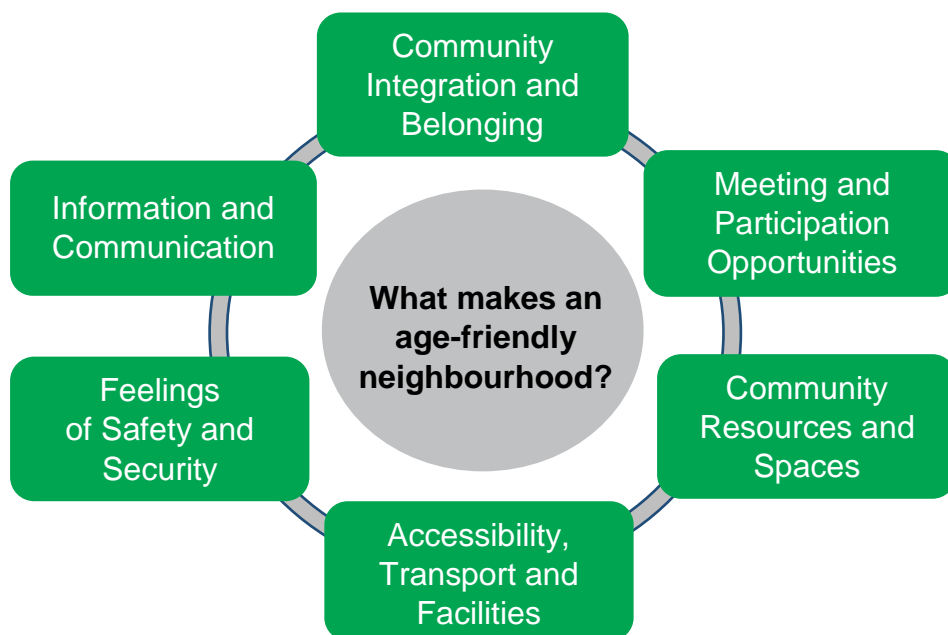 Community
Integration and
Belonging
Meeting and
Participation
Opportunities
Community
Resources and
Spaces
Accessibility,
Transport and
Facilities
Feelings
of Safety and
Security
Information and
Communication
What makes an
age-friendly
neighbourhood?